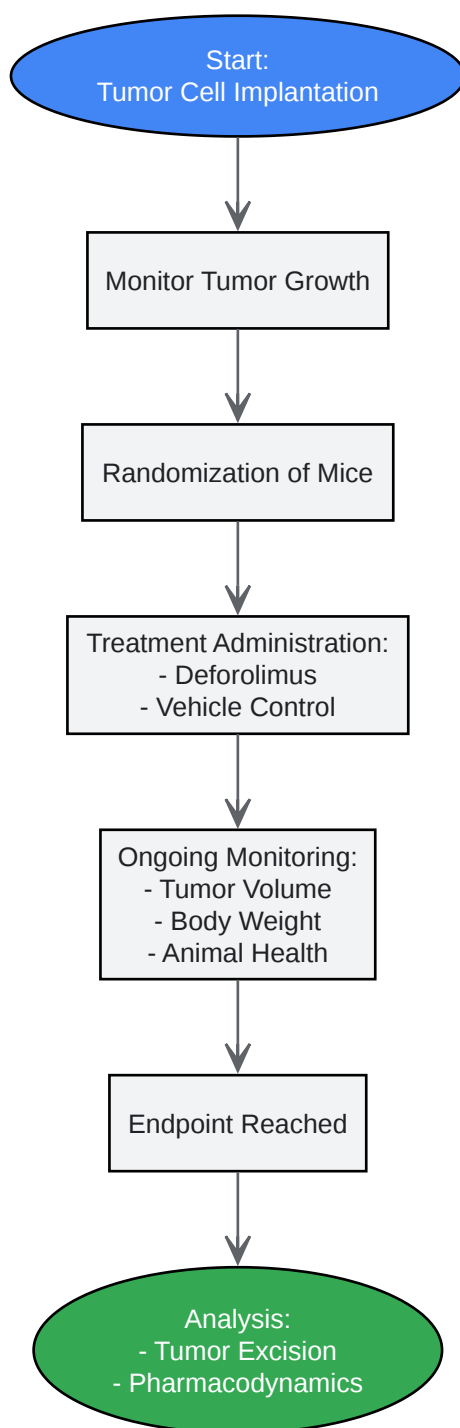 Start:
Tumor Cell Implantation
Monitor Tumor Growth
Randomization of Mice
Treatment Administration:
- Deforolimus
- Vehicle Control
Ongoing Monitoring:
- Tumor Volume
- Body Weight
- Animal Health
Endpoint Reached
Analysis:
- Tumor Excision
- Pharmacodynamics